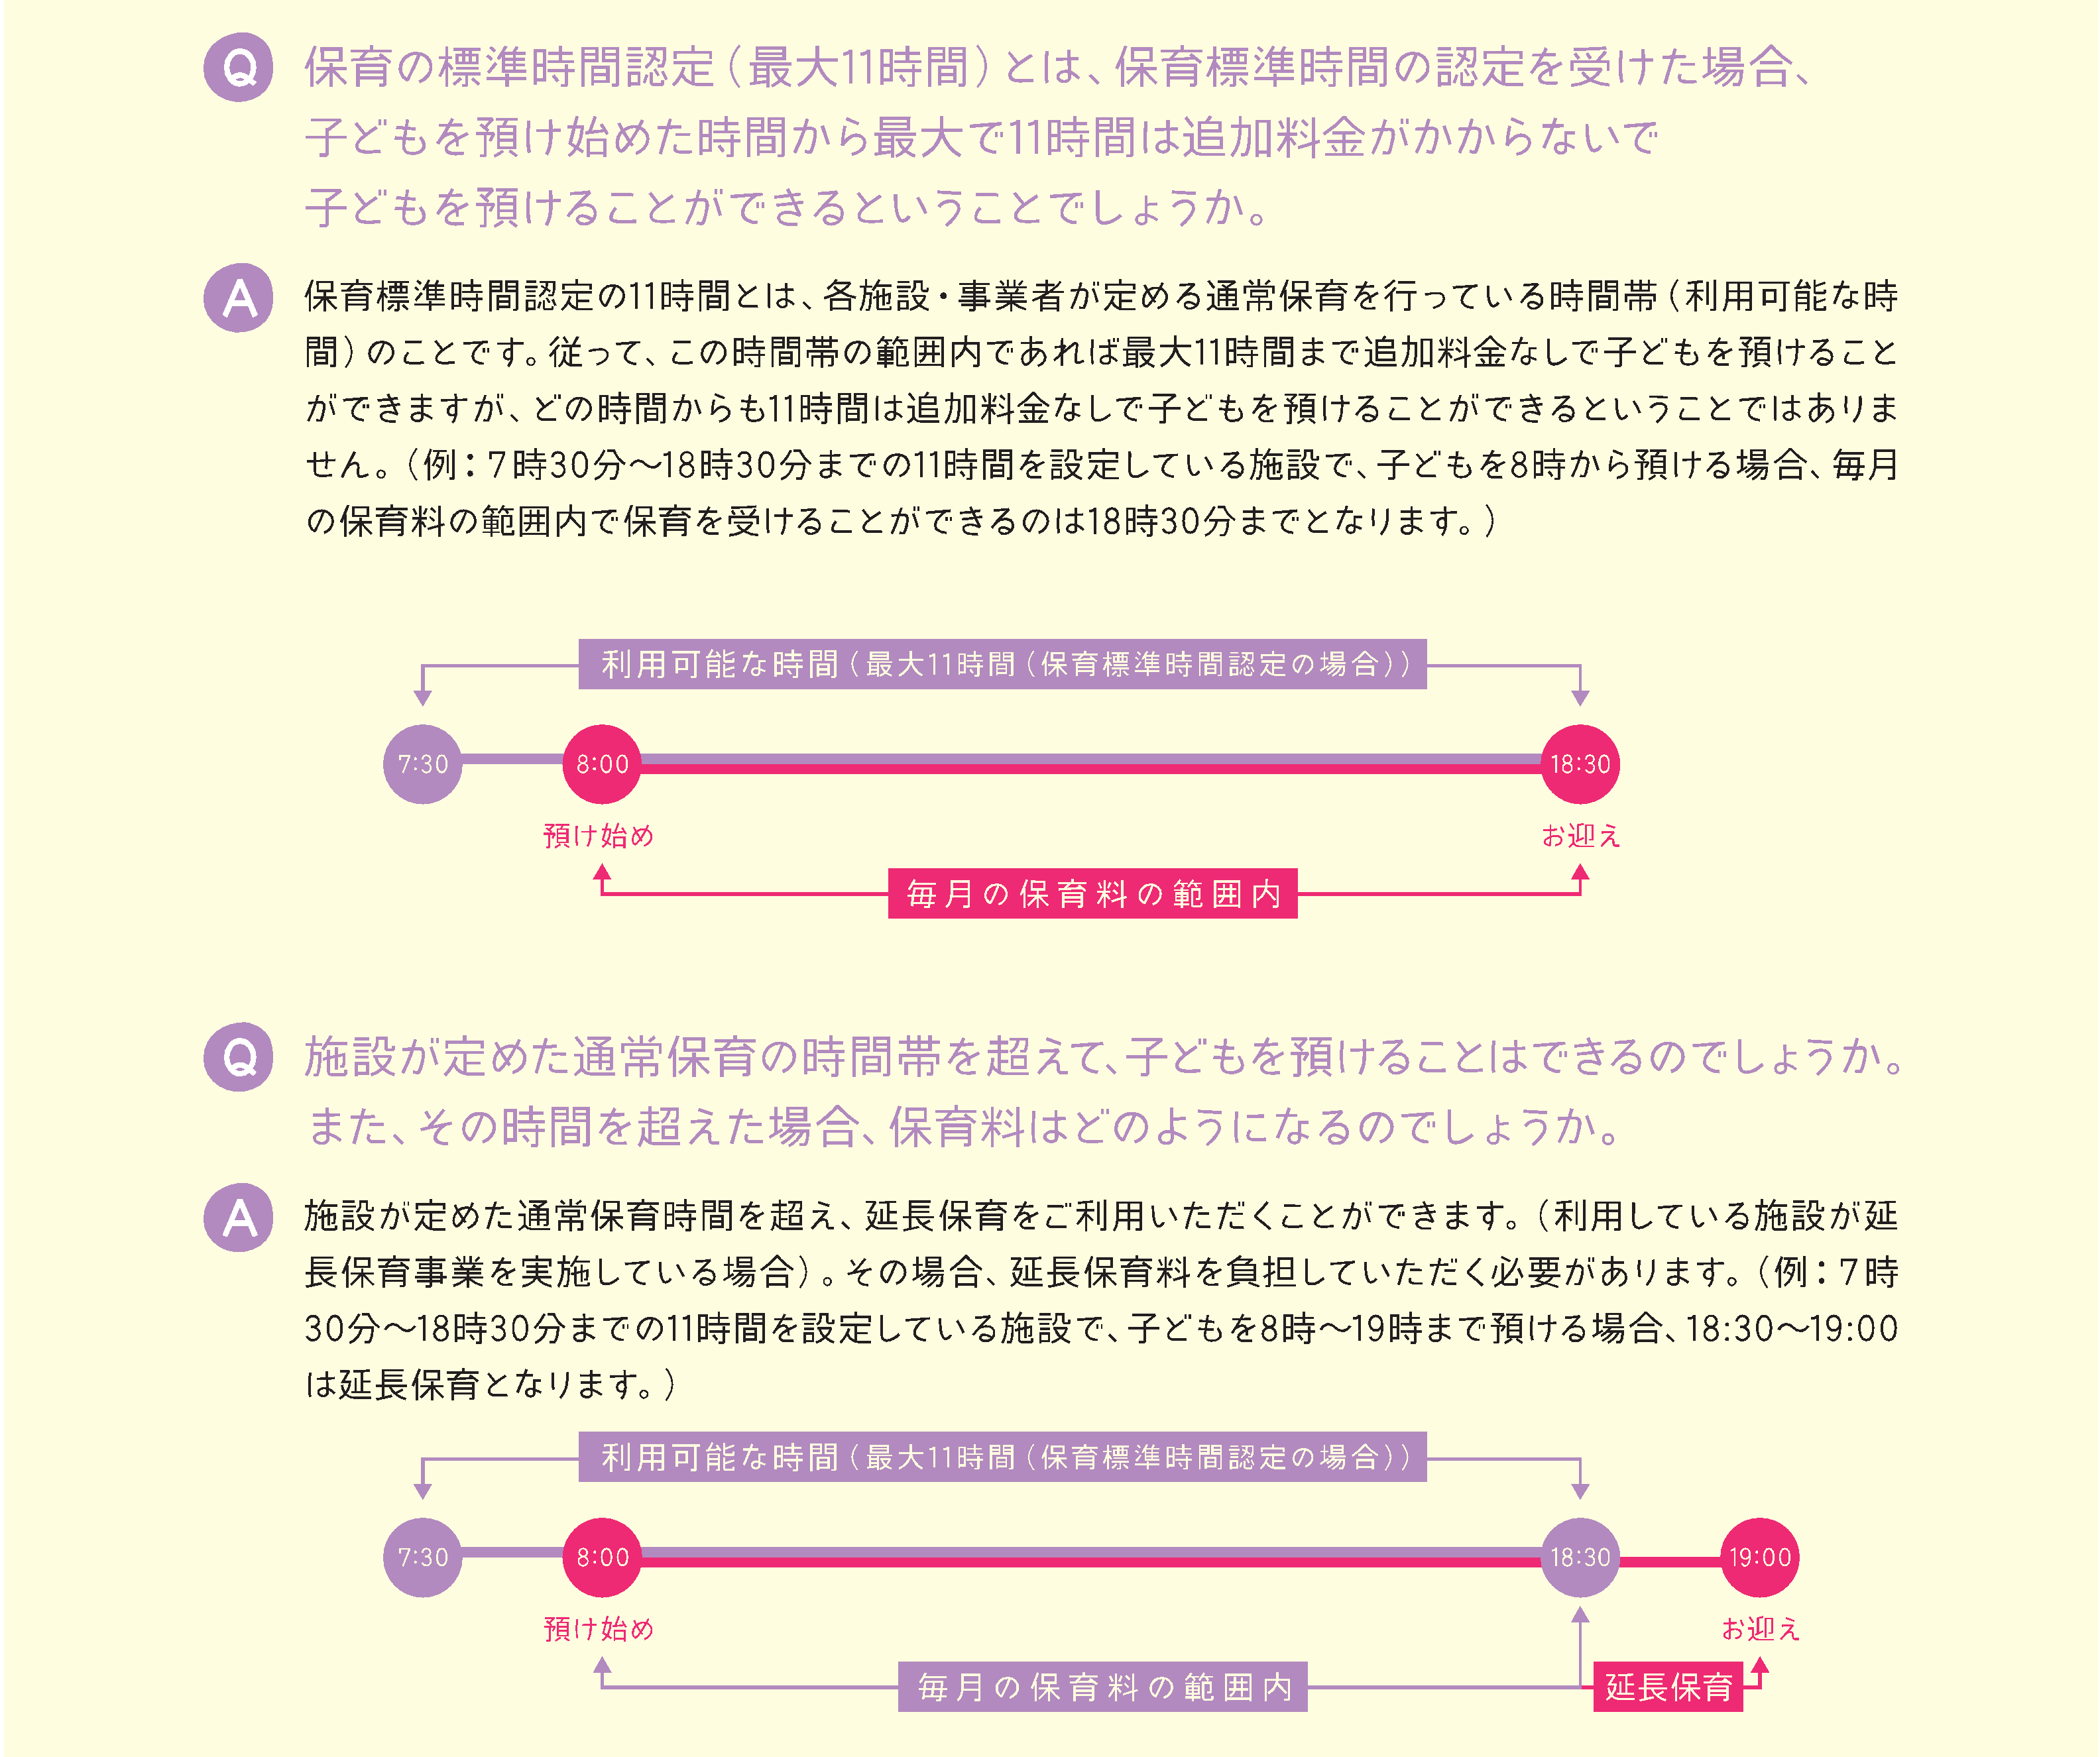 Q 保育の標準時間認定(最大11時間)とは、保育標準時間の認定を受けた場合、
子どもを預け始めた時間から最大で11時間は追加料金がかからないで
子どもを預けることができるということでしょうか。
A 保育標準時間認定の11時間とは、各施設・事業者が定める通常保育を行っている時間帯(利用可能な時
間)のことです。従って、この時間帯の範囲内であれば最大11時間まで追加料金なしで子どもを預けること
ができますが、どの時間からも11時間は追加料金なしで子どもを預けることができるということではありま
せん。(例:7時30分〜18時30分までの11時間を設定している施設で、子どもを8時から預ける場合、毎月
の保育料の範囲内で保育を受けることができるのは18時30分までとなります。)
利用可能な時間(最大11時間(保育標準時間認定の場合))
7:30 8:00 18:30
預け始め お迎え
毎月の保育料の範囲内
Q 施設が定めた通常保育の時間帯を超えて、子どもを預けることはできるのでしょうか。
また、その時間を超えた場合、保育料はどのようになるのでしょうか。
A 施設が定めた通常保育時間を超え、延長保育をご利用いただくことができます。(利用している施設が延
長保育事業を実施している場合)。その場合、延長保育料を負担していただく必要があります。(例:7時
30分〜18時30分までの11時間を設定している施設で、子どもを8時〜19時まで預ける場合、18:30〜19:00
は延長保育となります。)
利用可能な時間(最大11時間(保育標準時間認定の場合))
7:30 8:00 18:30 19:00
預け始め お迎え
毎月の保育料の範囲内 延長保育